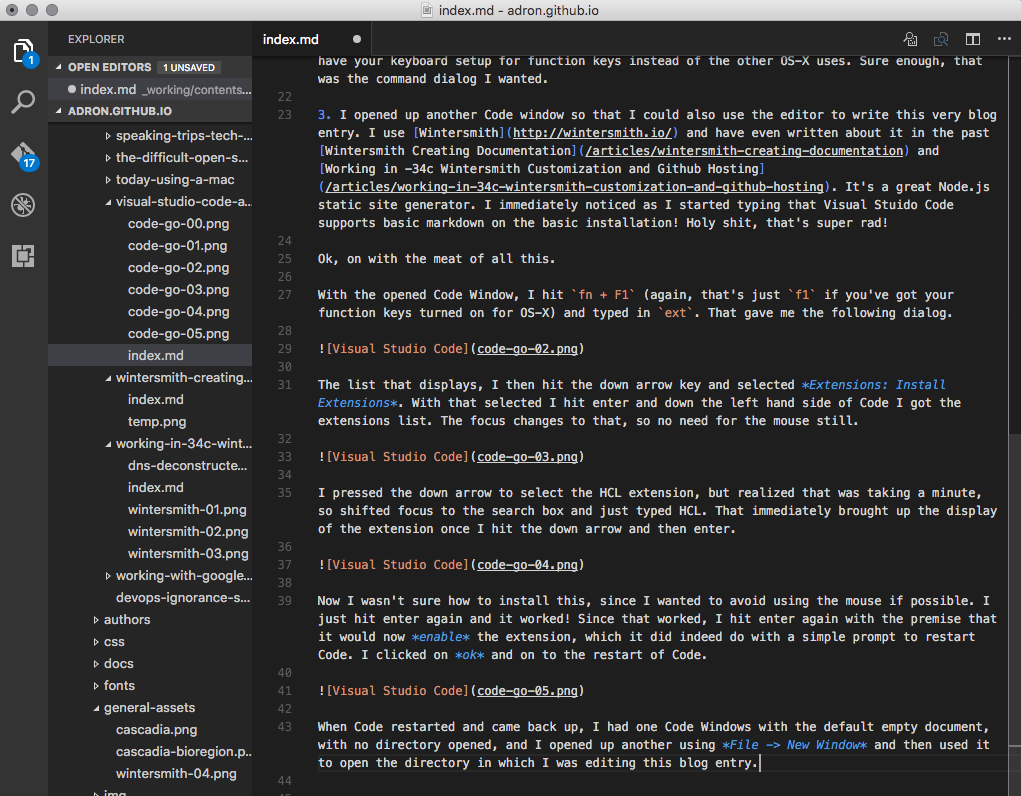 index.md - adron.github.io
EXPLORER
OPEN EDITORS 1 UNSAVED
index.md _working/contents...
ADRON.GITHUB.IO
speaking-trips-tech-...
the-difficult-open-s...
today-using-a-mac
visual-studio-code-a...
code-go-00.png
code-go-01.png
code-go-02.png
code-go-03.png
code-go-04.png
code-go-05.png
index.md
wintersmith-creating...
index.md
temp.png
working-in-34c-wint...
dns-deconstructe...
index.md
wintersmith-01.png
wintersmith-02.png
wintersmith-03.png
working-with-google...
devops-ignorance-s...
authors
css
docs
fonts
general-assets
cascadia.png
cascadia-bioregion.p...
wintersmith-04.png
img
1
17
index.md
have your keyboard setup for function keys instead of the other OS-X uses. Sure enough, that
was the command dialog I wanted.
22
23 3. I opened up another Code window so that I could also use the editor to write this very blog
entry. I use [Wintersmith](http://wintersmith.io/) and have even written about it in the past
[Wintersmith Creating Documentation](/articles/wintersmith-creating-documentation) and
[Working in -34c Wintersmith Customization and Github Hosting]
(/articles/working-in-34c-wintersmith-customization-and-github-hosting). It's a great Node.js
static site generator. I immediately noticed as I started typing that Visual Stuido Code
supports basic markdown on the basic installation! Holy shit, that's super rad!
24
25 Ok, on with the meat of all this.
26
27 With the opened Code Window, I hit `fn + F1` (again, that's just `f1` if you've got your
function keys turned on for OS-X) and typed in `ext`. That gave me the following dialog.
28
29 ![Visual Studio Code](code-go-02.png)
30
31 The list that displays, I then hit the down arrow key and selected *Extensions: Install
Extensions*. With that selected I hit enter and down the left hand side of Code I got the
extensions list. The focus changes to that, so no need for the mouse still.
32
33 ![Visual Studio Code](code-go-03.png)
34
35 I pressed the down arrow to select the HCL extension, but realized that was taking a minute,
so shifted focus to the search box and just typed HCL. That immediately brought up the display
of the extension once I hit the down arrow and then enter.
36
37 ![Visual Studio Code](code-go-04.png)
38
39 Now I wasn't sure how to install this, since I wanted to avoid using the mouse if possible. I
just hit enter again and it worked! Since that worked, I hit enter again with the premise that
it would now *enable* the extension, which it did indeed do with a simple prompt to restart
Code. I clicked on *ok* and on to the restart of Code.
40
41 ![Visual Studio Code](code-go-05.png)
42
43 When Code restarted and came back up, I had one Code Windows with the default empty document,
with no directory opened, and I opened up another using *File -> New Window* and then used it
to open the directory in which I was editing this blog entry.
44